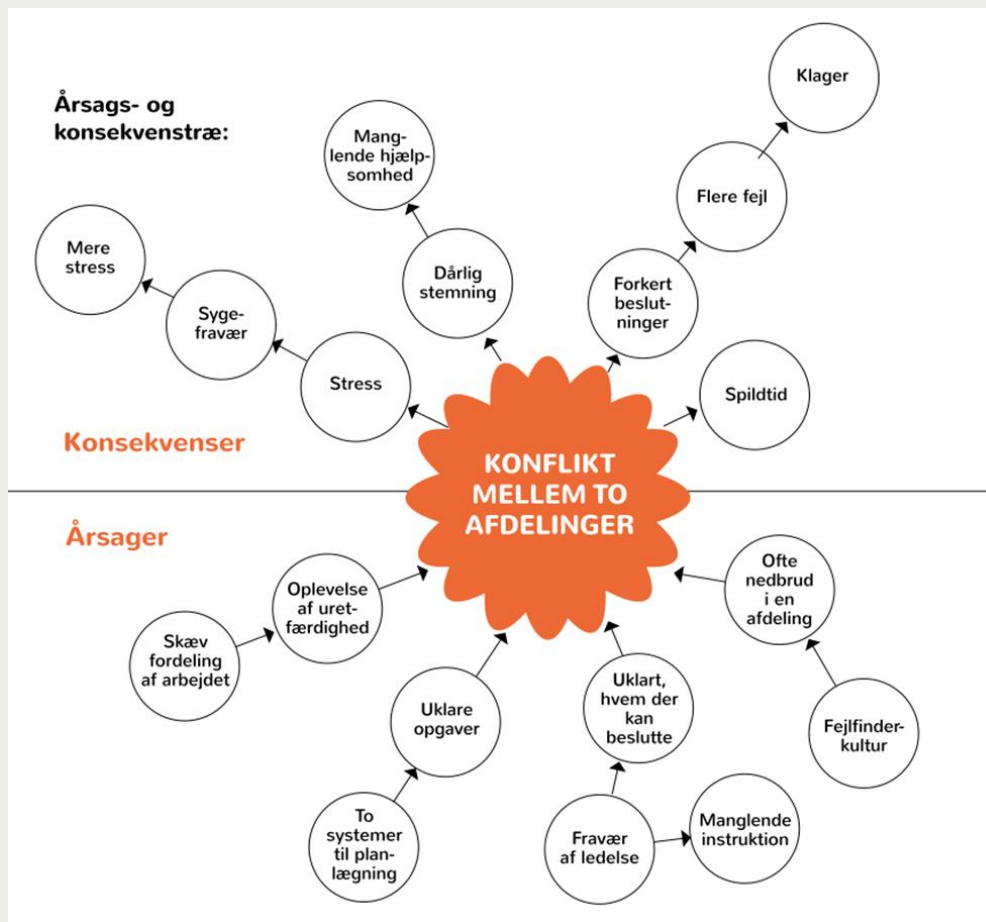 Årsags- og
konsekvenstræ:
Klager
Mang-
lende hjælp-
somhed
Flere fejl
Mere
stress
Dårlig
stemning
Forkert
beslut-
ninger
Syge-
fravær
Stress
Spildtid
Konsekvenser
KONFLIKT
MELLEM TO
AFDELINGER
Årsager
Ofte
nedbrud
i en
afdeling
Oplevelse
af uret-
færdighed
Skæv
fordeling
af arbejdet
Uklart,
hvem der
kan
beslutte
Uklare
opgaver
Fejlfinder-
kultur
To
systemer
til plan-
lægning
Fravær
af ledelse
Manglende
instruktion